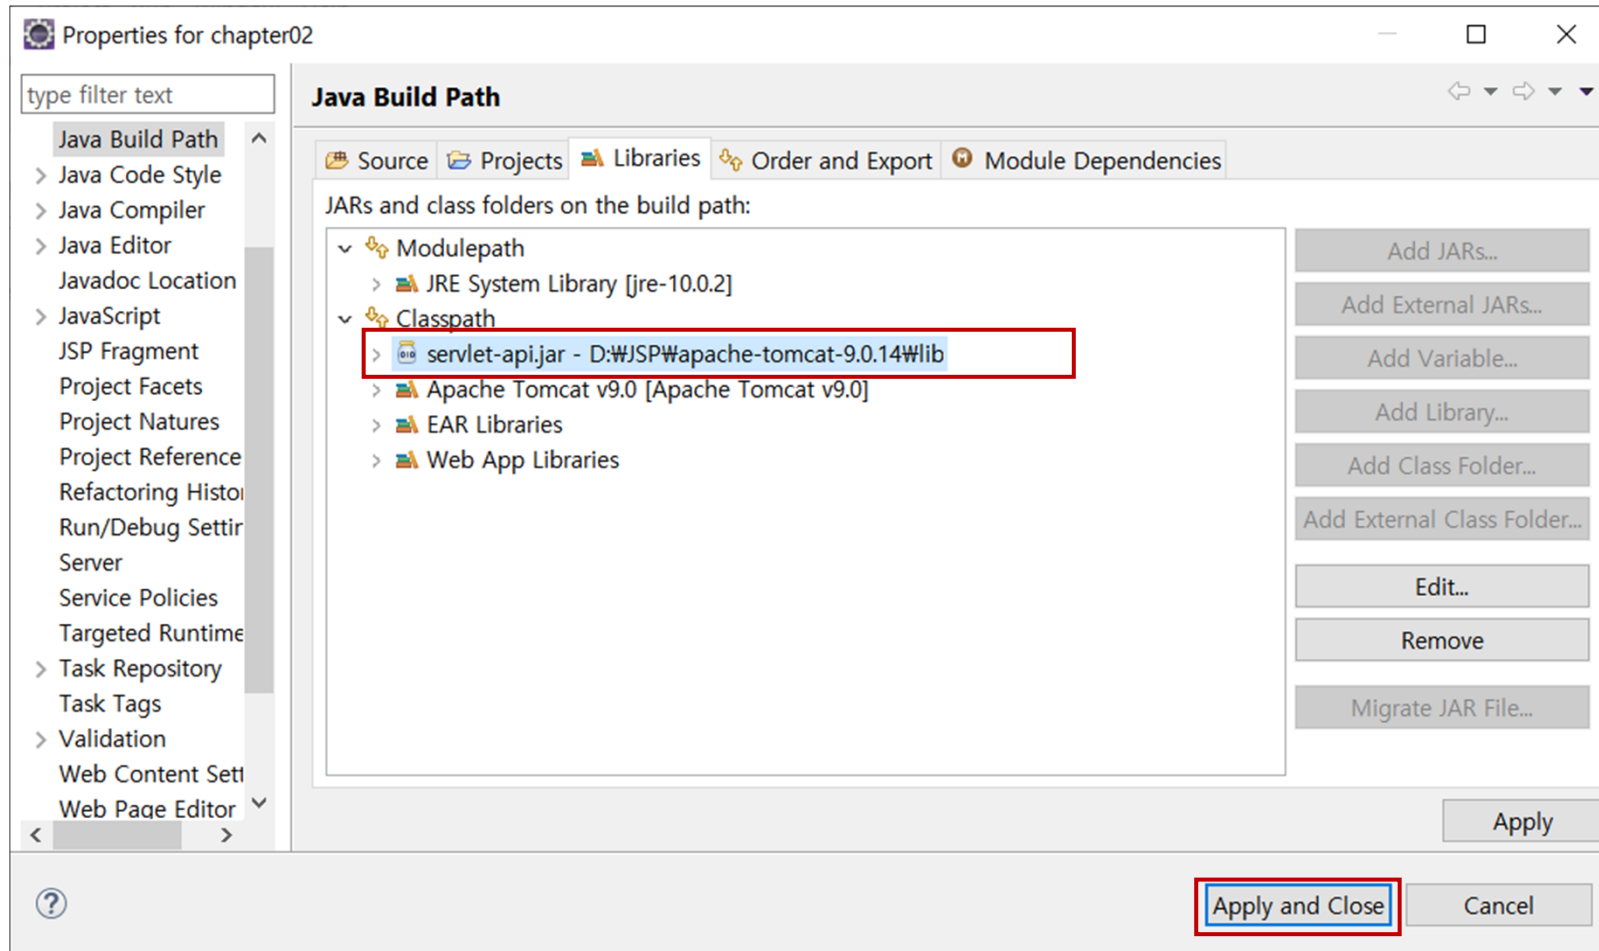 Properties for chapter02
type filter text
Java Build Path
Java Code Style
Java Compiler
Java Editor
Javadoc Location
JavaScript
JSP Fragment
Project Facets
Project Natures
Project Reference
Refactoring Histo
Run/Debug Settin
Server
Service Policies
Targeted Runtime
Task Repository
Task Tags
Validation
Web Content Sett
Web Page Editor
Java Build Path
Source Projects Libraries Order and Export Module Dependencies
JARs and class folders on the build path:
Modulepath
JRE System Library [jre-10.0.2]
Classpath
servlet-api.jar - D:₩JSP₩apache-tomcat-9.0.14₩lib
Apache Tomcat v9.0 [Apache Tomcat v9.0]
EAR Libraries
Web App Libraries
Add JARs...
Add External JARs...
Add Variable...
Add Library...
Add Class Folder...
Add External Class Folder...
Edit...
Remove
Migrate JAR File...
Apply
Apply and Close Cancel